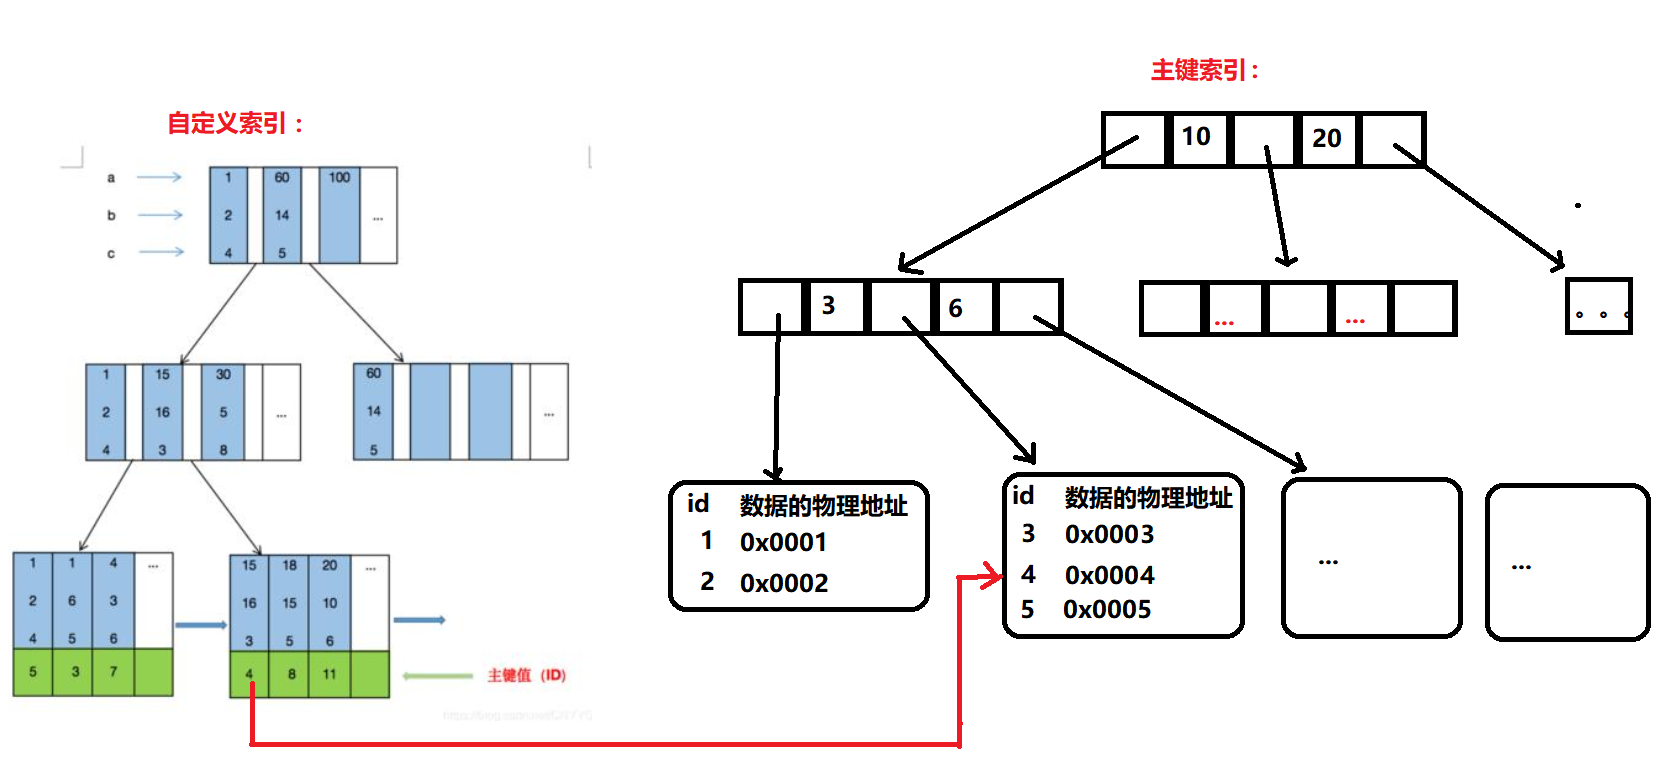 自定义索引：
a 1 60 100
b 2 14 ...
c 4 5
1 15 30
2 16 5 ...
4 3 8
60
14 ...
5
1 1 4 ...
2 6 3
4 5 6
5 3 7
15 18 20 ...
16 15 10
3 5 6
4 8 11
主键值（ID）
主键索引：
10 20
3 6
... ...
。。。
id 数据的物理地址
1 0x0001
2 0x0002
id 数据的物理地址
3 0x0003
4 0x0004
5 0x0005
...
...